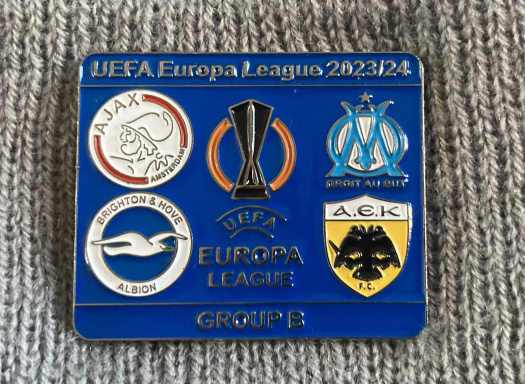 UEFA Europa League 2023/24
AJAX
AMSTERDAM
DROIT AU BUT
BRIGHTON & HOVE
ALBION
UEFA
EUROPA
LEAGUE
A.E.K
F.C.
GROUP B